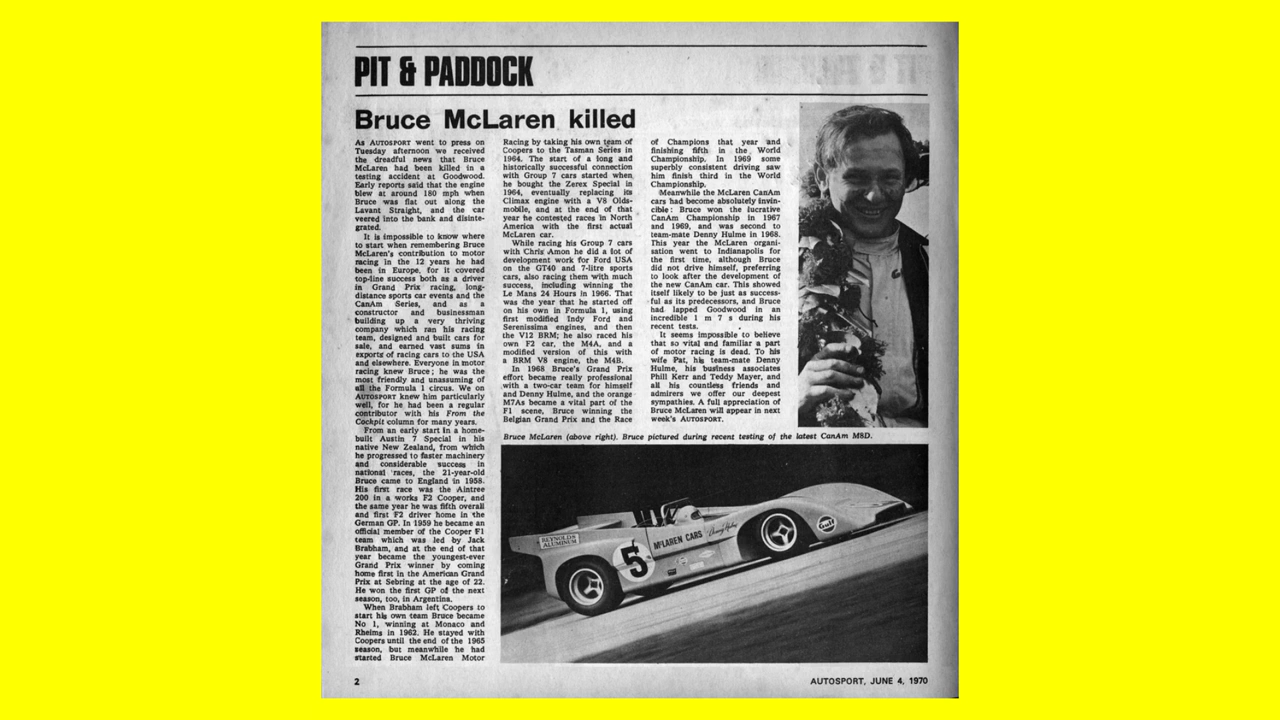 PIT & PADDOCK
Bruce McLaren killed
As AUTOSPORT went to press on
Tuesday afternoon we received
the dreadful news that Bruce
McLaren had been killed in a
testing accident at Goodwood.
Early reports said that the engine
blew at around 180 mph when
Bruce was flat out along the
Lavant Straight, and the car
veered into the bank and disinte-
grated.
It is impossible to know where
to start when remembering Bruce
McLaren's contribution to motor
racing in the 12 years he had
been in Europe, for it covered
top-line success both as a driver
in Grand Prix racing, long-
distance sports car events and the
CanAm Series, and as a
constructor and businessman
building up a very thriving
company which ran his racing
team, designed and built cars for
sale, and earned vast sums in
exports of racing cars to the USA
and elsewhere. Everyone in motor
racing knew Bruce; he was the
most friendly and unassuming of
all the Formula 1 circus. We on
AUTOSPORT knew him particularly
well, for he had been a regular
contributor with his From the
Cockpit column for many years.
From an early start in a home-
built Austin 7 Special in his
native New Zealand, from which
he progressed to faster machinery
and considerable success in
national races, the 21-year-old
Bruce came to England in 1958.
His first race was the Aintree
200 in a works F2 Cooper, and
the same year he was fifth overall
and first F2 driver home in the
German GP. In 1959 he became an
official member of the Cooper F1
team which was led by Jack
Brabham, and at the end of that
year became the youngest-ever
Grand Prix winner by coming
home first in the American Grand
Prix at Sebring at the age of 22.
He won the first GP of the next
season, too, in Argentina.
When Brabham left Coopers to
start his own team Bruce became
No 1, winning at Monaco and
Rheims in 1962. He stayed with
Coopers until the end of the 1965
season, but meanwhile he had
started Bruce McLaren Motor
Racing by taking his own team of
Coopers to the Tasman Series in
1964. The start of a long and
historically successful connection
with Group 7 cars started when
he bought the Zerex Special in
1964, eventually replacing its
Climax engine with a V8 Olds-
mobile, and at the end of that
year he contested races in North
America with the first actual
McLaren car.
While racing his Group 7 cars
with Chris Amon he did a lot of
development work for Ford USA
on the GT40 and 7-litre sports
cars, also racing them with much
success, including winning the
Le Mans 24 Hours in 1966. That
was the year that he started off
on his own in Formula 1, using
first modified Indy Ford and
Serenissima engines, and then
the V12 BRM; he also raced his
own F2 car, the M4A, and a
modified version of this with
a BRM V8 engine, the M4B.
In 1968 Bruce's Grand Prix
effort became really professional
with a two-car team for himself
and Denny Hulme, and the orange
M7As became a vital part of the
F1 scene, Bruce winning the
Belgian Grand Prix and the Race
of Champions that year and
finishing fifth in the World
Championship. In 1969 some
superbly consistent driving saw
him finish third in the World
Championship.
Meanwhile the McLaren CanAm
cars had become absolutely invin-
cible: Bruce won the lucrative
CanAm Championship in 1967
and 1969, and was second to
team-mate Denny Hulme in 1968.
This year the McLaren organi-
sation went to Indianapolis for
the first time, although Bruce
did not drive himself, preferring
to look after the development of
the new CanAm car. This showed
itself likely to be just as success-
ful as its predecessors, and Bruce
had lapped Goodwood in an
incredible 1 m 7 s during his
recent tests.
It seems impossible to believe
that so vital and familiar a part
of motor racing is dead. To his
wife Pat, his team-mate Denny
Hulme, his business associates
Phill Kerr and Teddy Mayer, and
all his countless friends and
admirers we offer our deepest
sympathies. A full appreciation of
Bruce McLaren will appear in next
week's AUTOSPORT.
Bruce McLaren (above right). Bruce pictured during recent testing of the latest CanAm M8D.
REYNOLDS
ALUMINUM
5
McLAREN CARS
Denny Hulme
Gulf
2
AUTOSPORT, JUNE 4, 1970